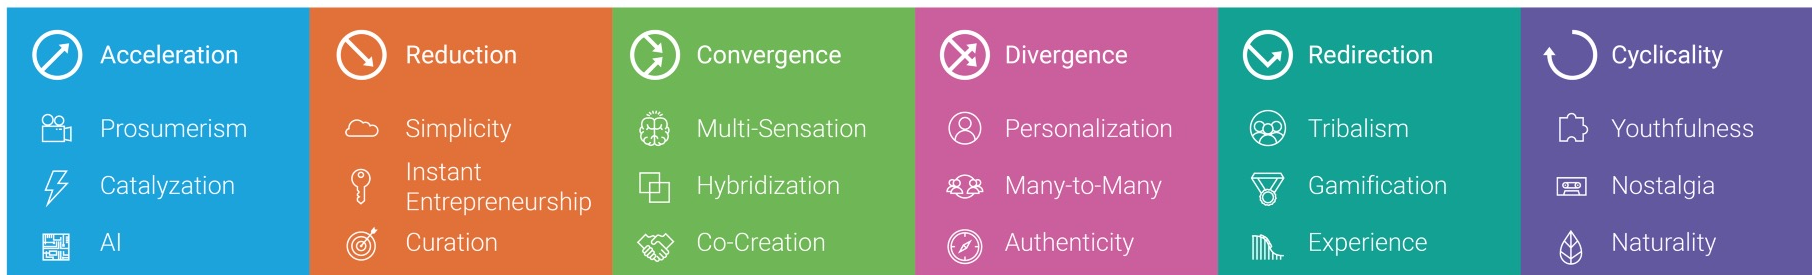 Acceleration
Prosumerism
Catalyzation
AI
Reduction
Simplicity
Instant
Entrepreneurship
Curation
Convergence
Multi-Sensation
Hybridization
Co-Creation
Divergence
Personalization
Many-to-Many
Authenticity
Redirection
Tribalism
Gamification
Experience
Cyclicality
Youthfulness
Nostalgia
Naturality